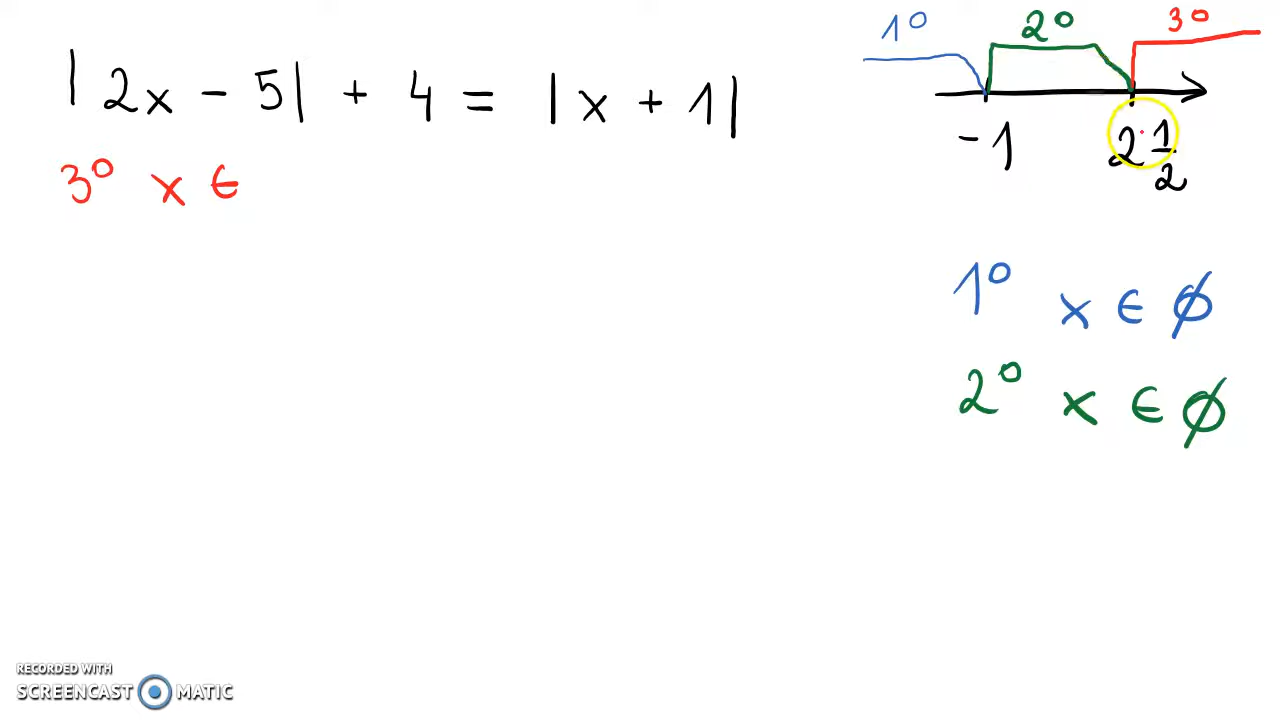 1° 2° 3°
|2x - 5| + 4 = |x + 1|
-1 2 1/2
3° x ∈
1° x ∈ ∅
2° x ∈ ∅
RECORDED WITH
SCREENCAST MATIC